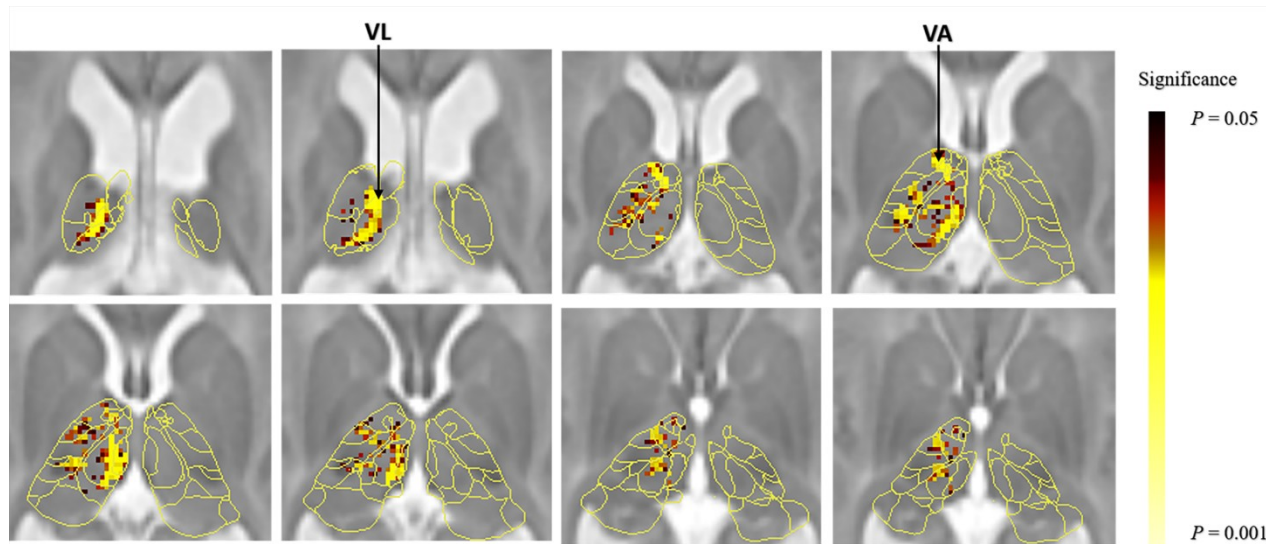 VL
VA
Significance
P = 0.05
P = 0.001